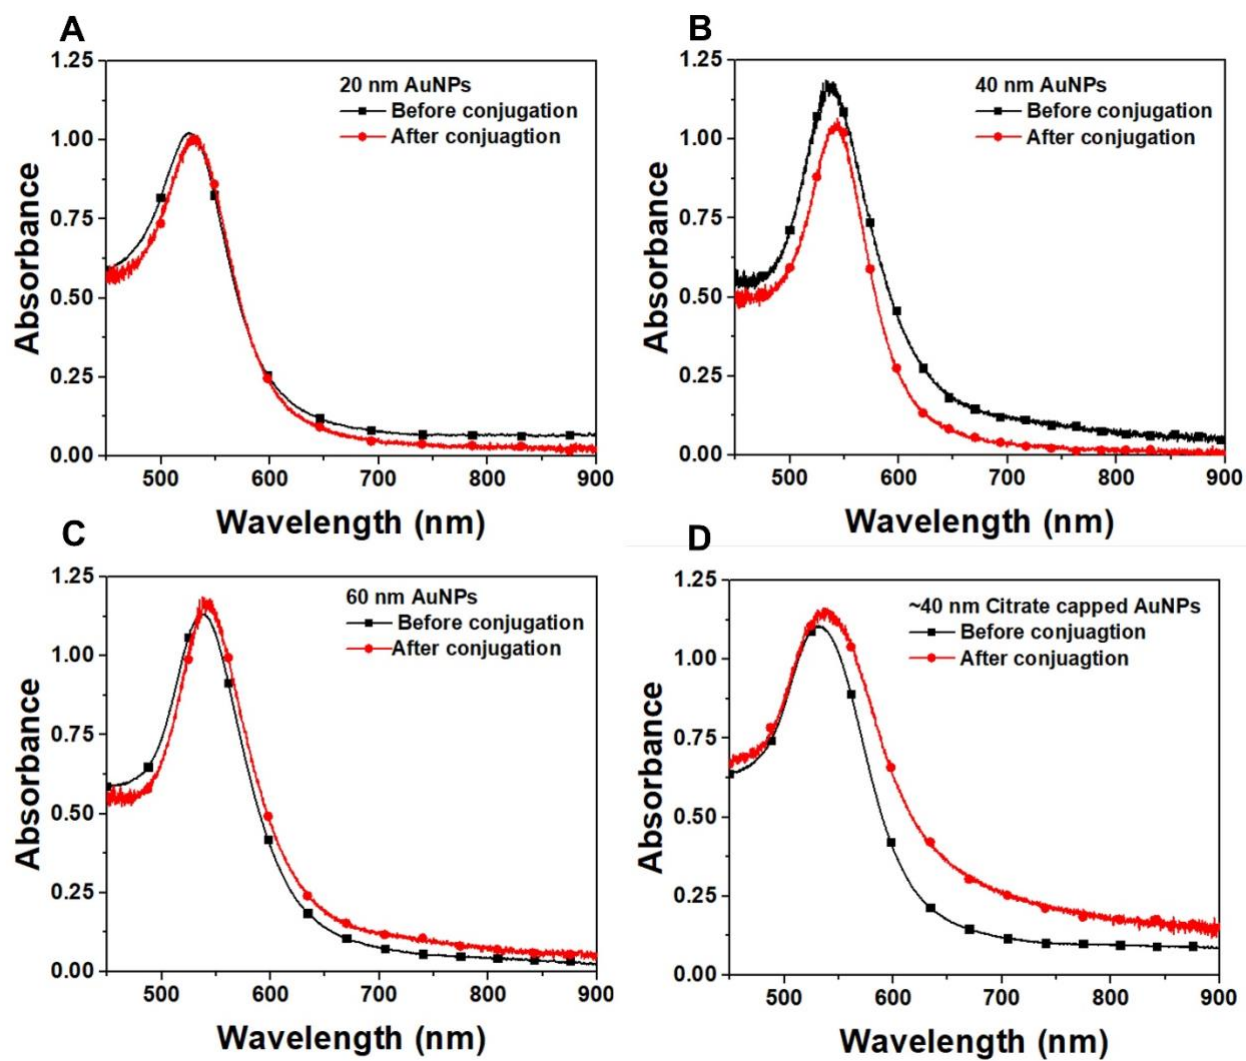 A
1.25
1.00
0.75
0.50
0.25
0.00
Absorbance
20 nm AuNPs
Before conjugation
After conjuagtion
500 600 700 800 900
Wavelength (nm)
B
1.25
1.00
0.75
0.50
0.25
0.00
Absorbance
40 nm AuNPs
Before conjugation
After conjugation
500 600 700 800 900
Wavelength (nm)
C
1.25
1.00
0.75
0.50
0.25
0.00
Absorbance
60 nm AuNPs
Before conjugation
After conjugation
500 600 700 800 900
Wavelength (nm)
D
1.25
1.00
0.75
0.50
0.25
0.00
Absorbance
~40 nm Citrate capped AuNPs
Before conjuagtion
After conjuagtion
500 600 700 800 900
Wavelength (nm)